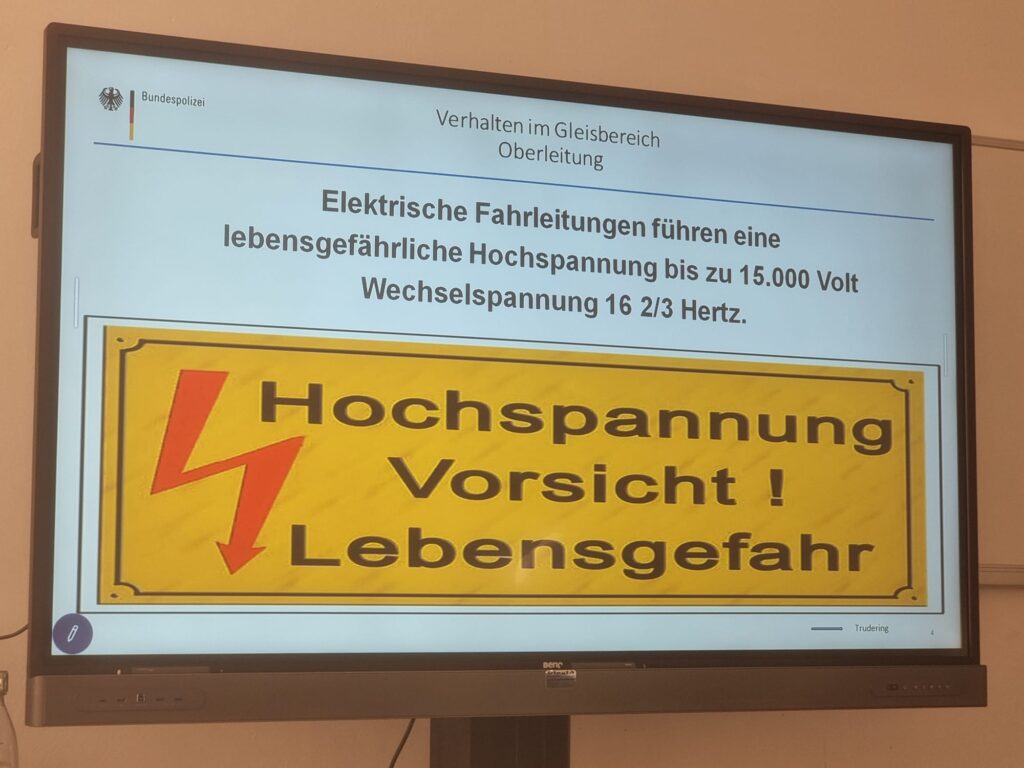 Bundespolizei
Verhalten im Gleisbereich
Oberleitung
Elektrische Fahrleitungen führen eine
lebensgefährliche Hochspannung bis zu 15.000 Volt
Wechselspannung 16 2/3 Hertz.
Hochspannung
Vorsicht !
Lebensgefahr
Trudering
4
BenQ